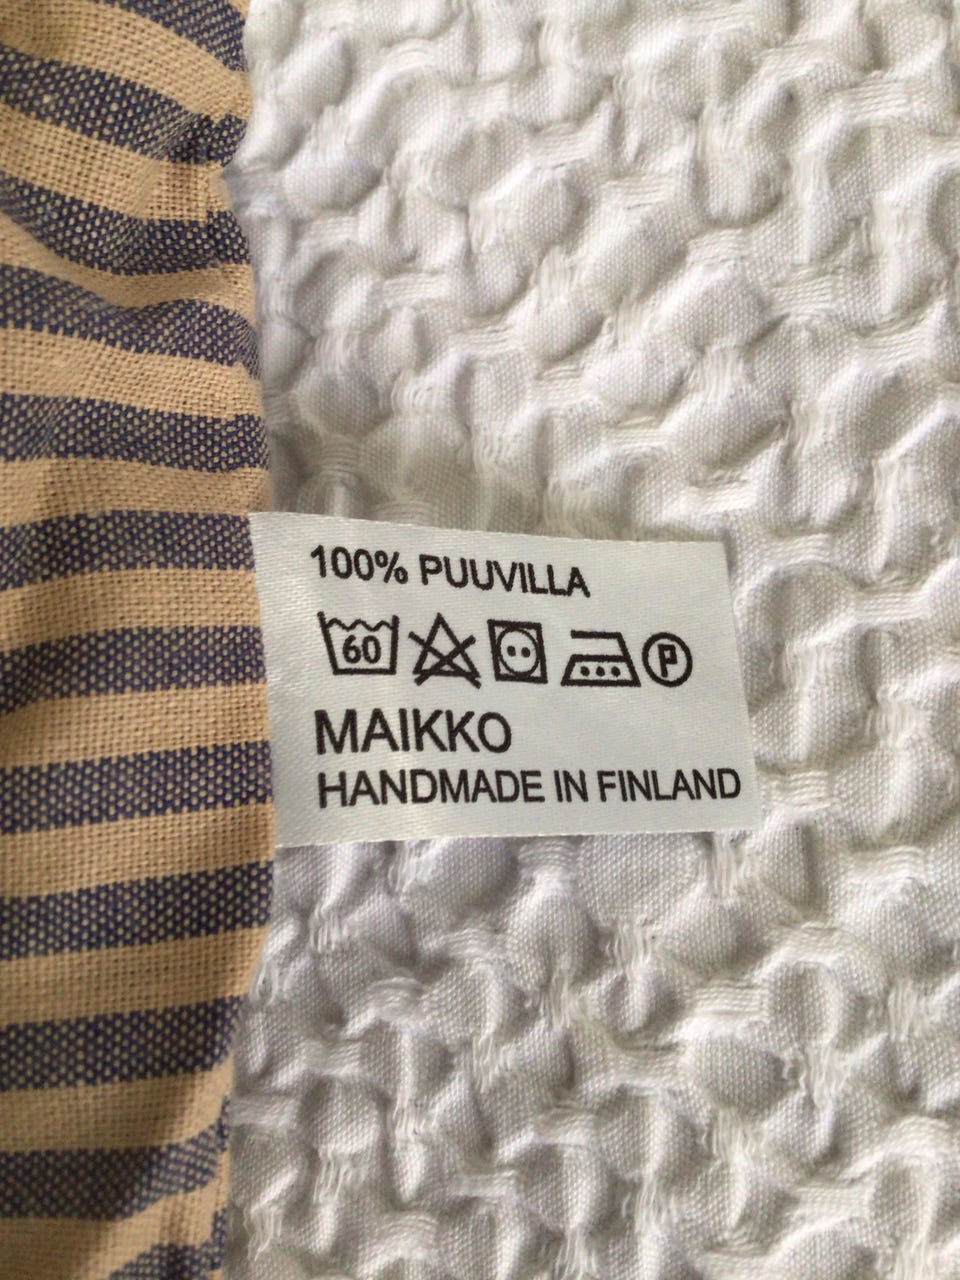 100% PUUVILLA
60 P
MAIKKO
HANDMADE IN FINLAND